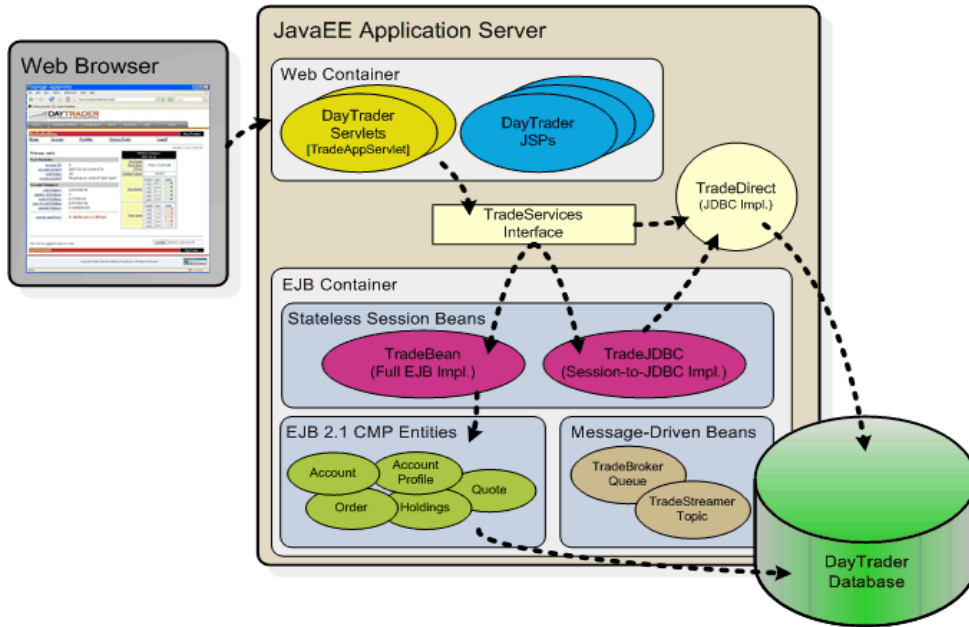 JavaEE Application Server
Web Browser
DAYTRADER
Web Container
DayTrader
Servlets
[TradeAppServlet]
DayTrader
JSPs
TradeDirect
(JDBC Impl.)
TradeServices
Interface
EJB Container
Stateless Session Beans
TradeBean
(Full EJB Impl.)
TradeJDBC
(Session-to-JDBC Impl.)
EJB 2.1 CMP Entities
Account
Account
Profile
Quote
Order
Holdings
Message-Driven Beans
TradeBroker
Queue
TradeStreamer
Topic
DayTrader
Database